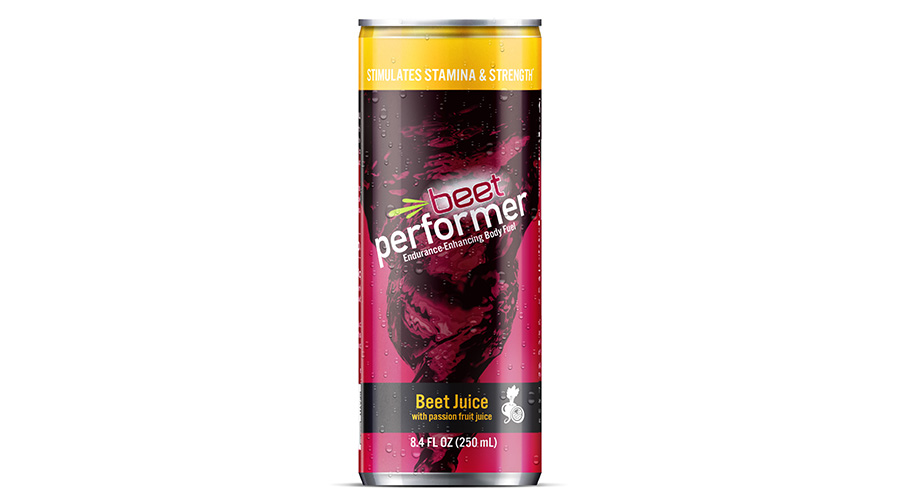 STIMULATES STAMINA & STRENGTH*
beet
performer
Endurance-Enhancing Body Fuel
Beet Juice
with passion fruit juice
8.4 FL OZ (250 mL)